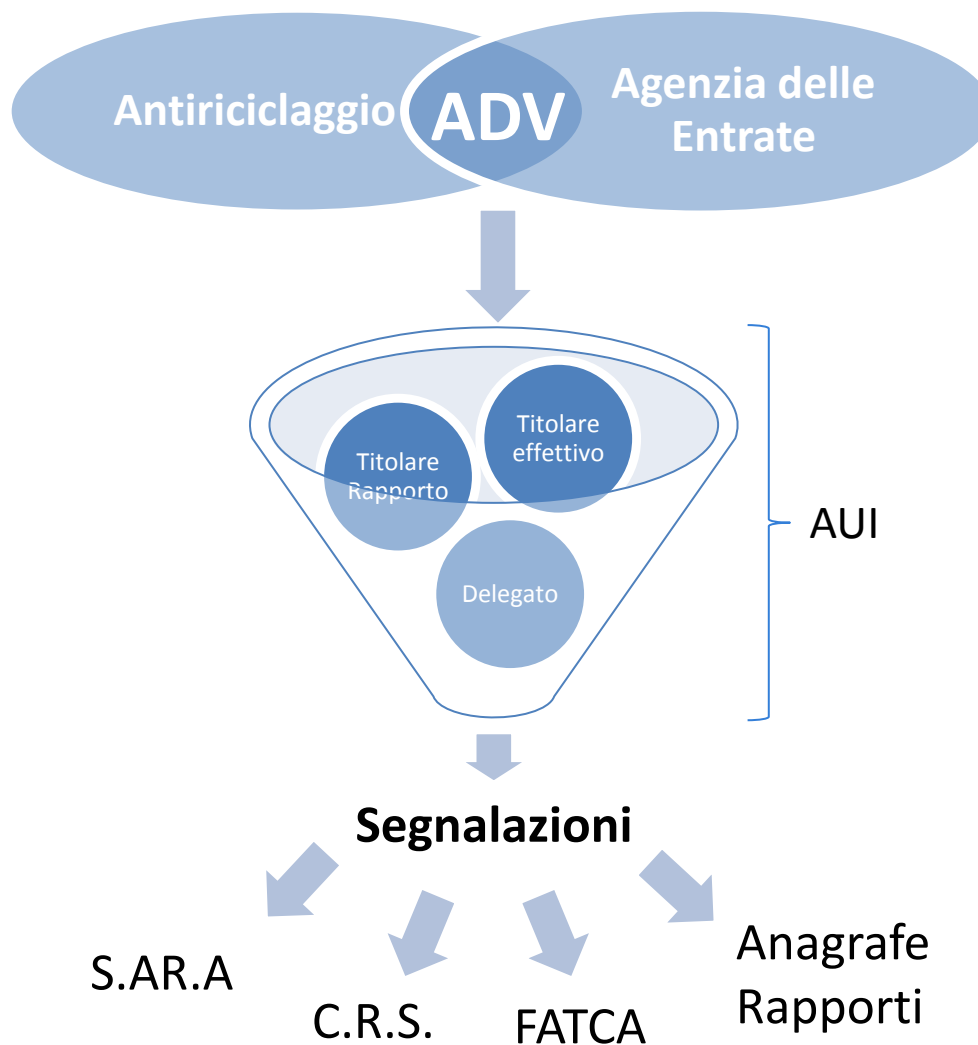 Antiriciclaggio
ADV
Agenzia delle
Entrate
Titolare
Rapporto
Titolare
effettivo
Delegato
AUI
Segnalazioni
S.AR.A
C.R.S.
FATCA
Anagrafe
Rapporti